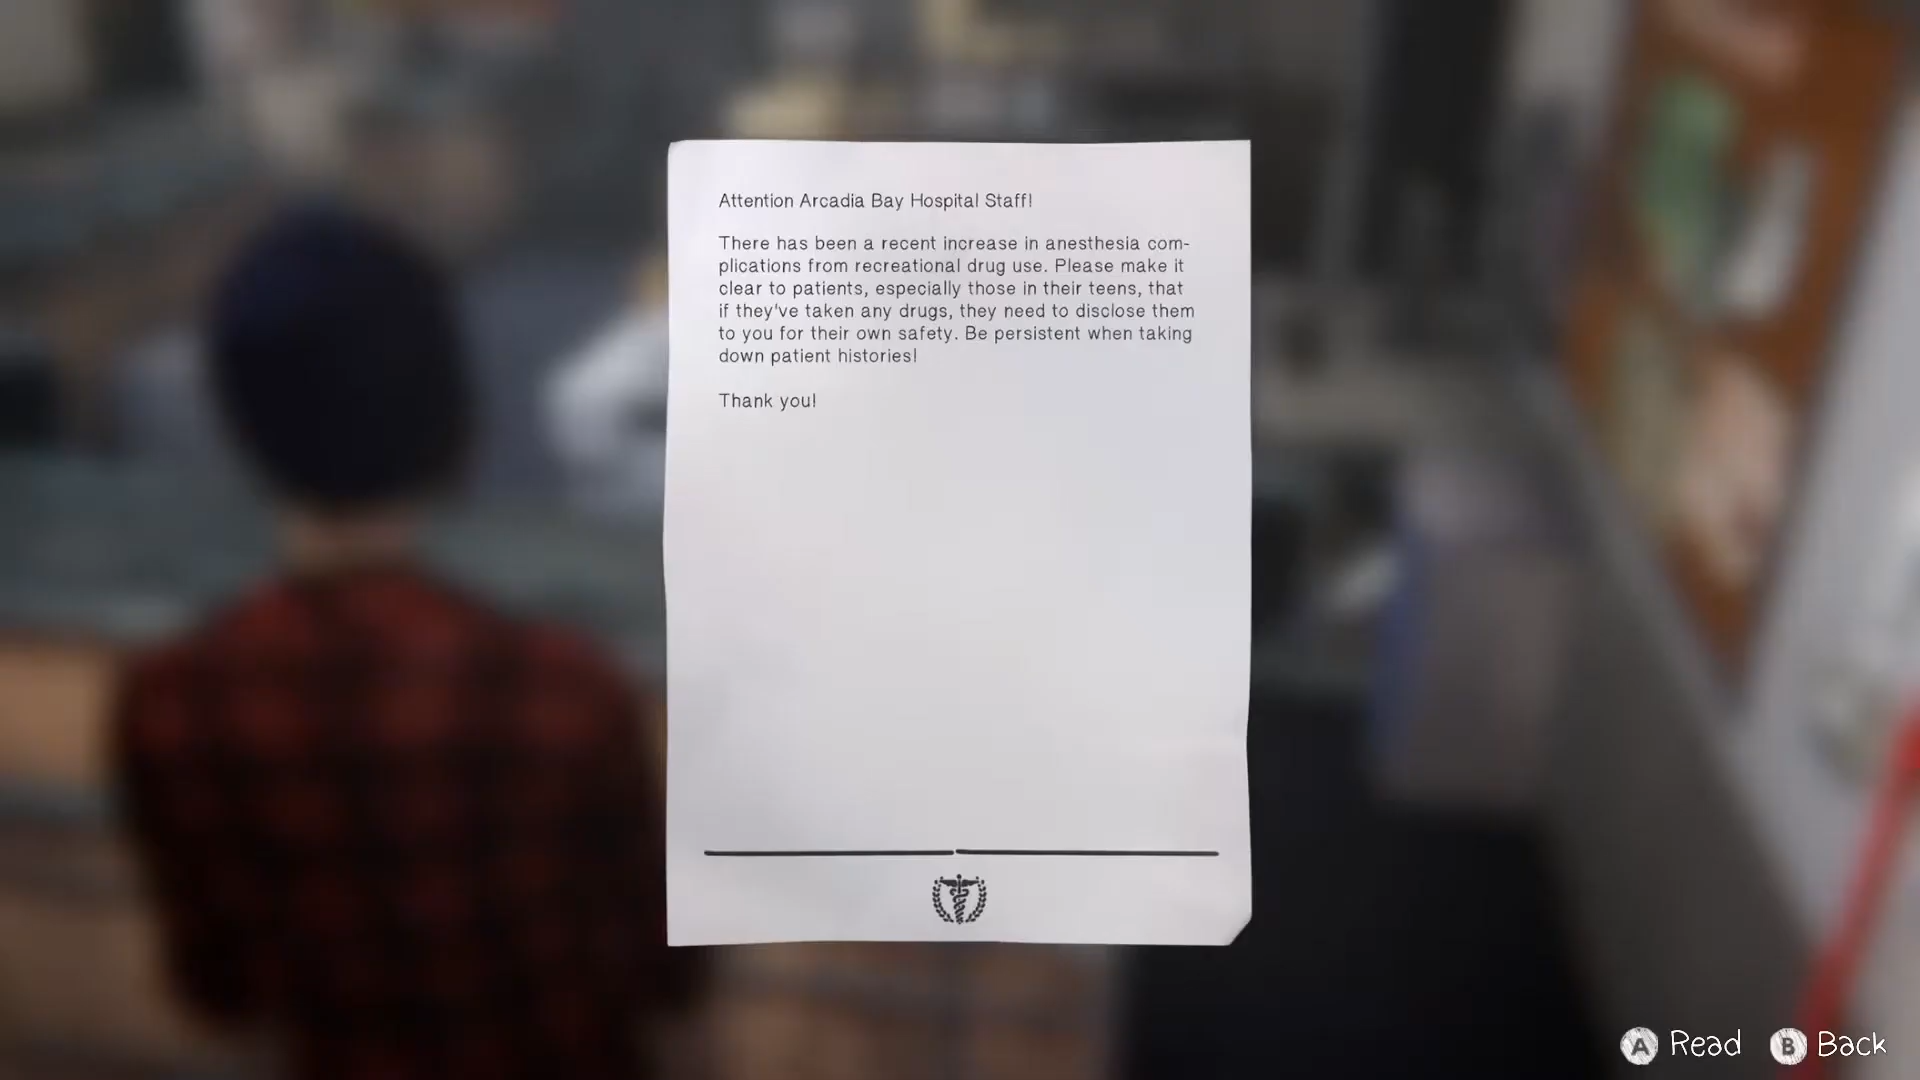 Attention Arcadia Bay Hospital Staff!
There has been a recent increase in anesthesia com-
plications from recreational drug use. Please make it
clear to patients, especially those in their teens, that
if they've taken any drugs, they need to disclose them
to you for their own safety. Be persistent when taking
down patient histories!
Thank you!
A Read B Back